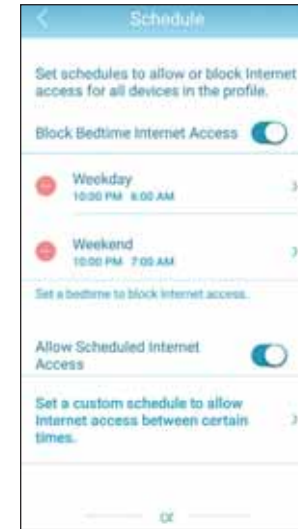 Schedule
Set schedules to allow or block Internet
access for all devices in the profile.
Block Bedtime Internet Access
Weekday
10:00 PM 6:00 AM
Weekend
10:00 PM 7:00 AM
Set a bedtime to block internet access.
Allow Scheduled Internet
Access
Set a custom schedule to allow
Internet access between certain
times.
or